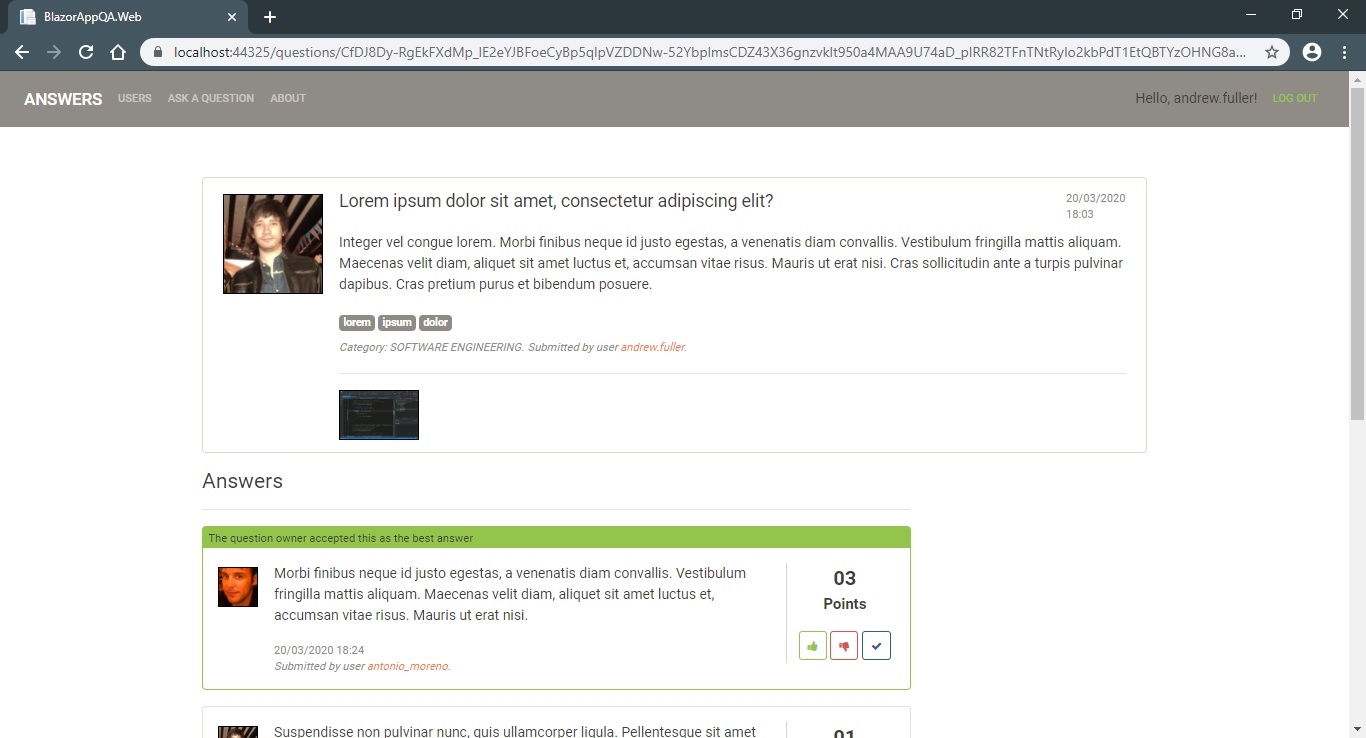 BlazorAppQA.Web
localhost:44325/questions/CfDJ8Dy-RgEkFXdMp_IE2eYJBFoeCyBp5qlpVZDDNw-52YbplmsCDZ43X36gnzvklt950a4MAA9U74aD_plRR82TFnTNtRylo2kbPdT1EtQBTYzOHNG8a...
ANSWERS USERS ASK A QUESTION ABOUT Hello, andrew.fuller! LOG OUT
Lorem ipsum dolor sit amet, consectetur adipiscing elit?
20/03/2020
18:03
Integer vel congue lorem. Morbi finibus neque id justo egestas, a venenatis diam convallis. Vestibulum fringilla mattis aliquam.
Maecenas velit diam, aliquet sit amet luctus et, accumsan vitae risus. Mauris ut erat nisi. Cras sollicitudin ante a turpis pulvinar
dapibus. Cras pretium purus et bibendum posuere.
lorem ipsum dolor
Category: SOFTWARE ENGINEERING. Submitted by user andrew.fuller.
Answers
The question owner accepted this as the best answer
Morbi finibus neque id justo egestas, a venenatis diam convallis. Vestibulum
fringilla mattis aliquam. Maecenas velit diam, aliquet sit amet luctus et,
accumsan vitae risus. Mauris ut erat nisi.
20/03/2020 18:24
Submitted by user antonio_moreno.
03
Points
Suspendisse non pulvinar nunc, quis ullamcorper ligula. Pellentesque sit amet
01